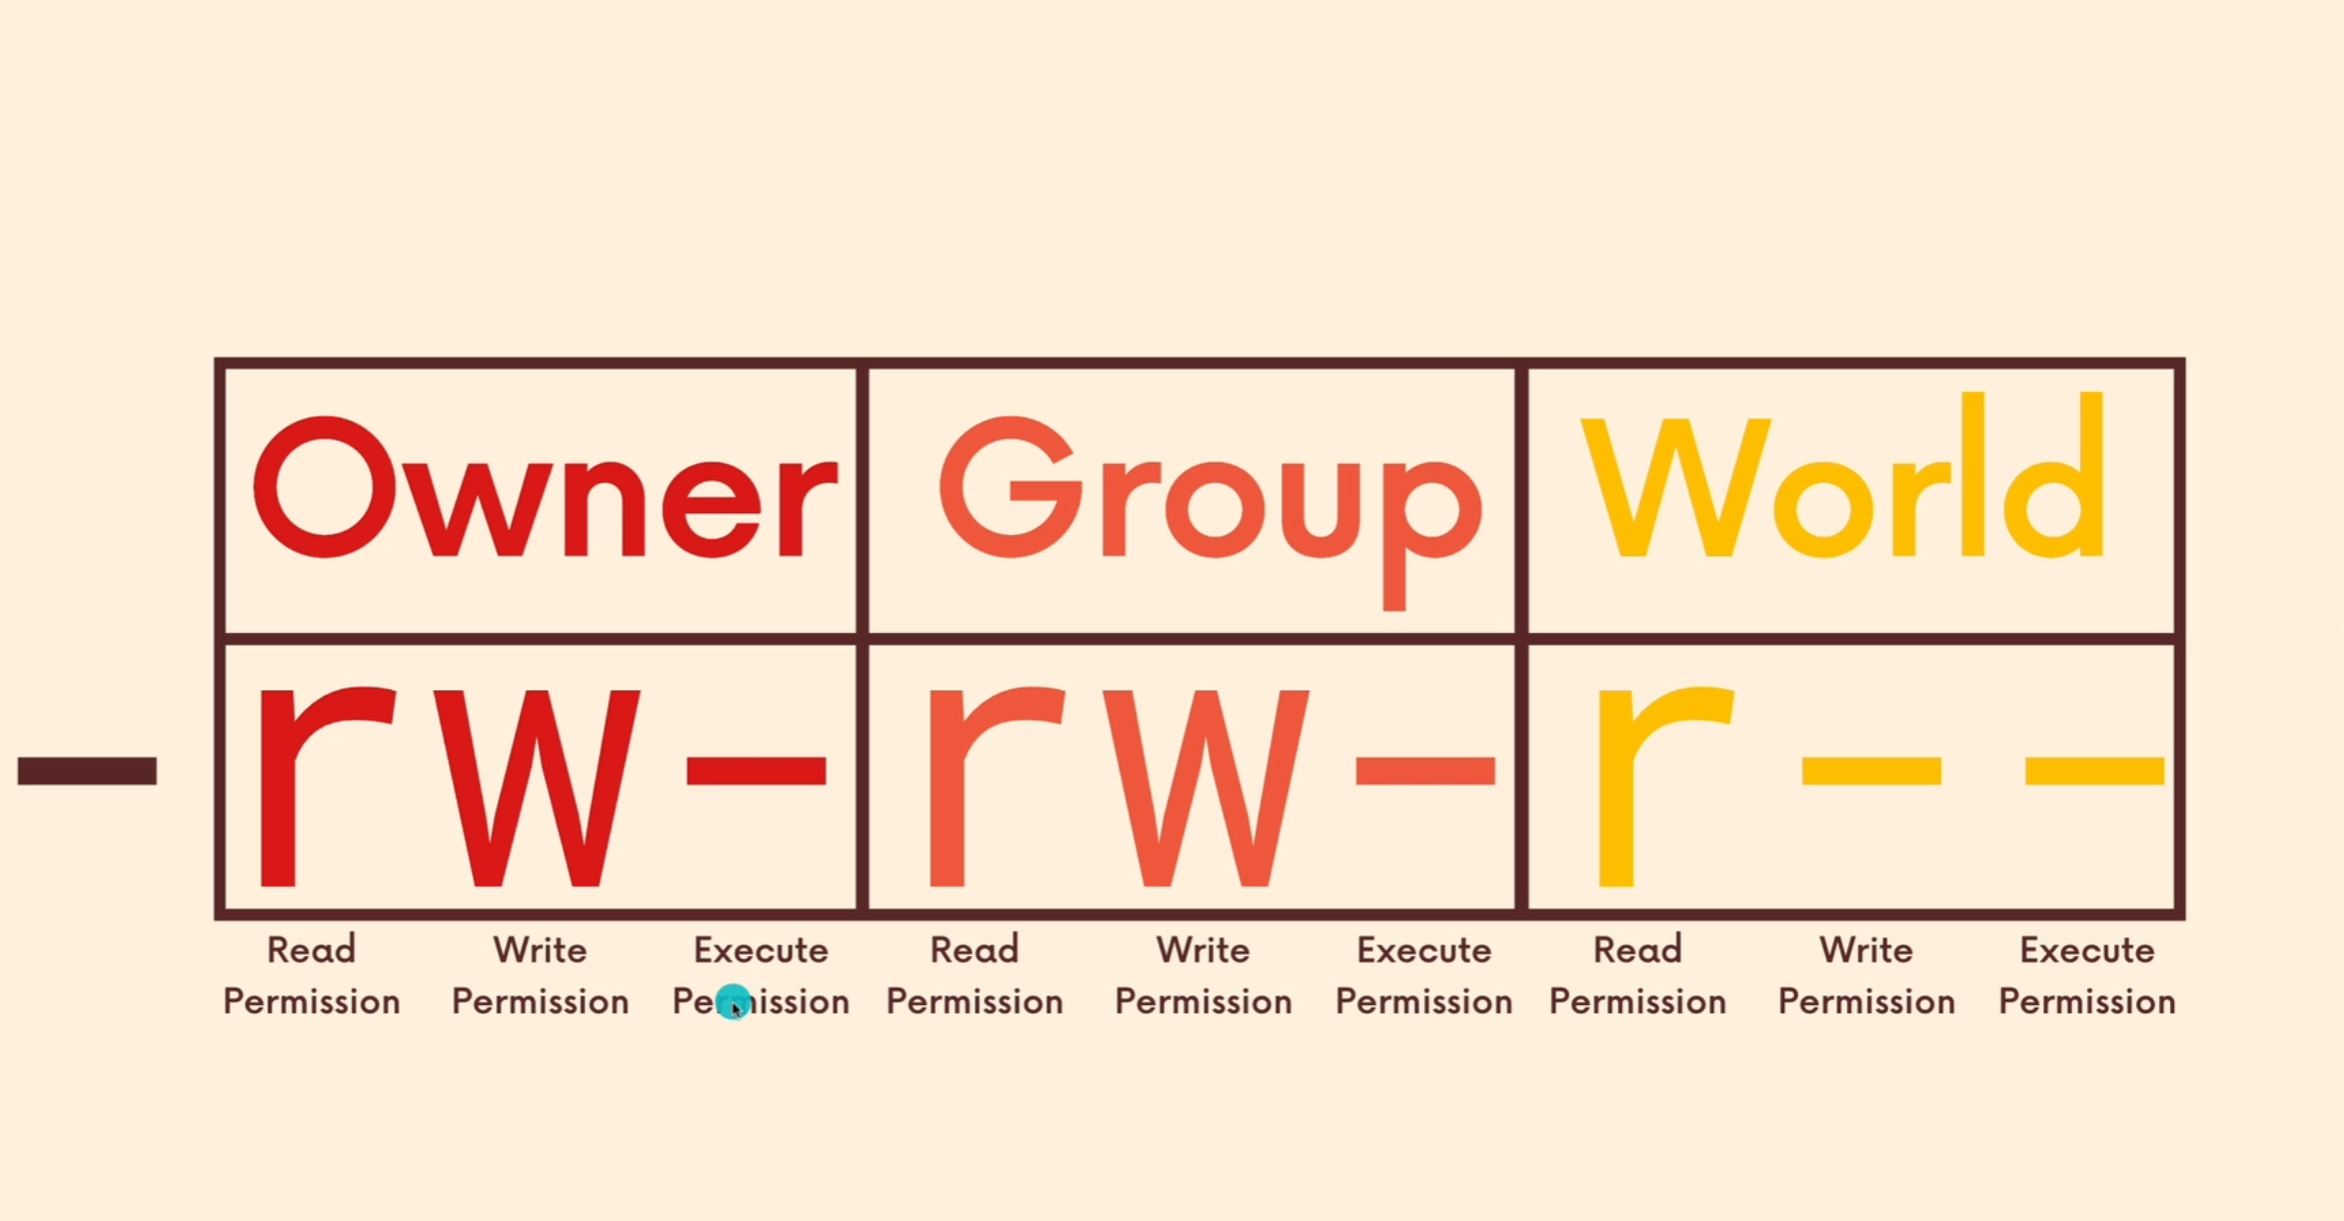 Owner Group World
- rw- rw- r--
Read Write Execute Read Write Execute Read Write Execute
Permission Permission Permission Permission Permission Permission Permission Permission Permission